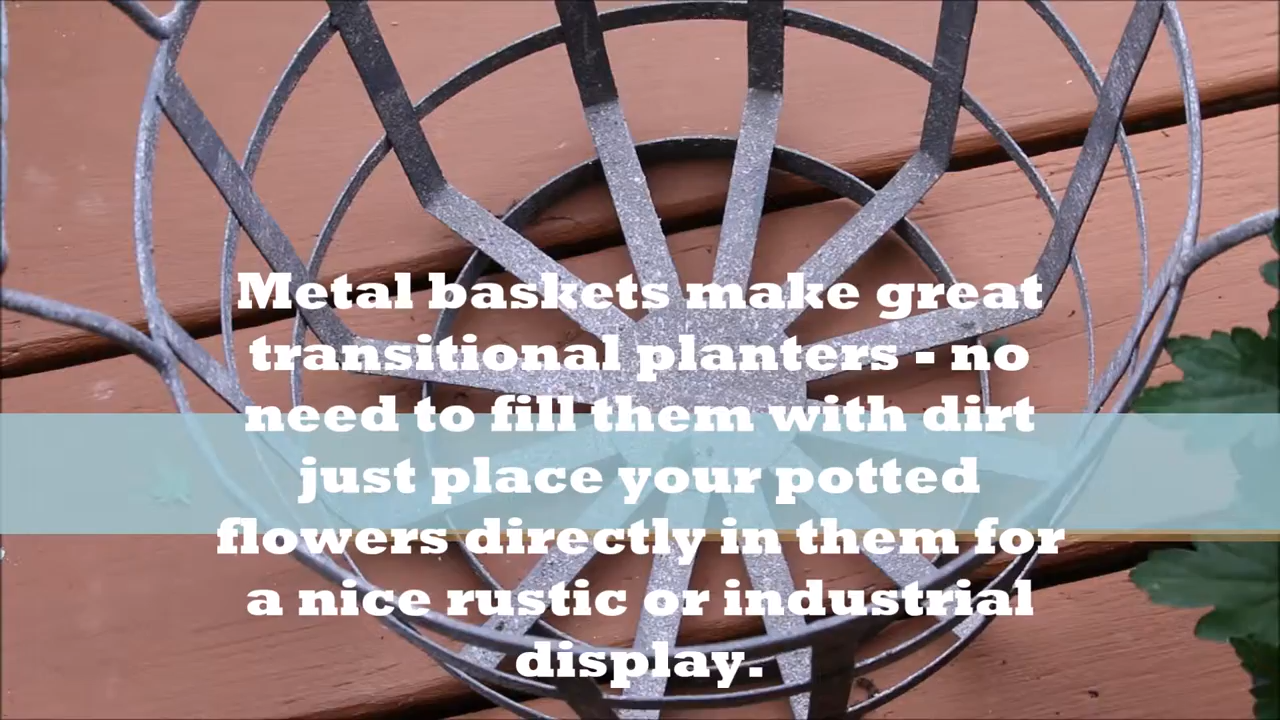 Metal baskets make great
transitional planters - no
need to fill them with dirt
just place your potted
flowers directly in them for
a nice rustic or industrial
display.